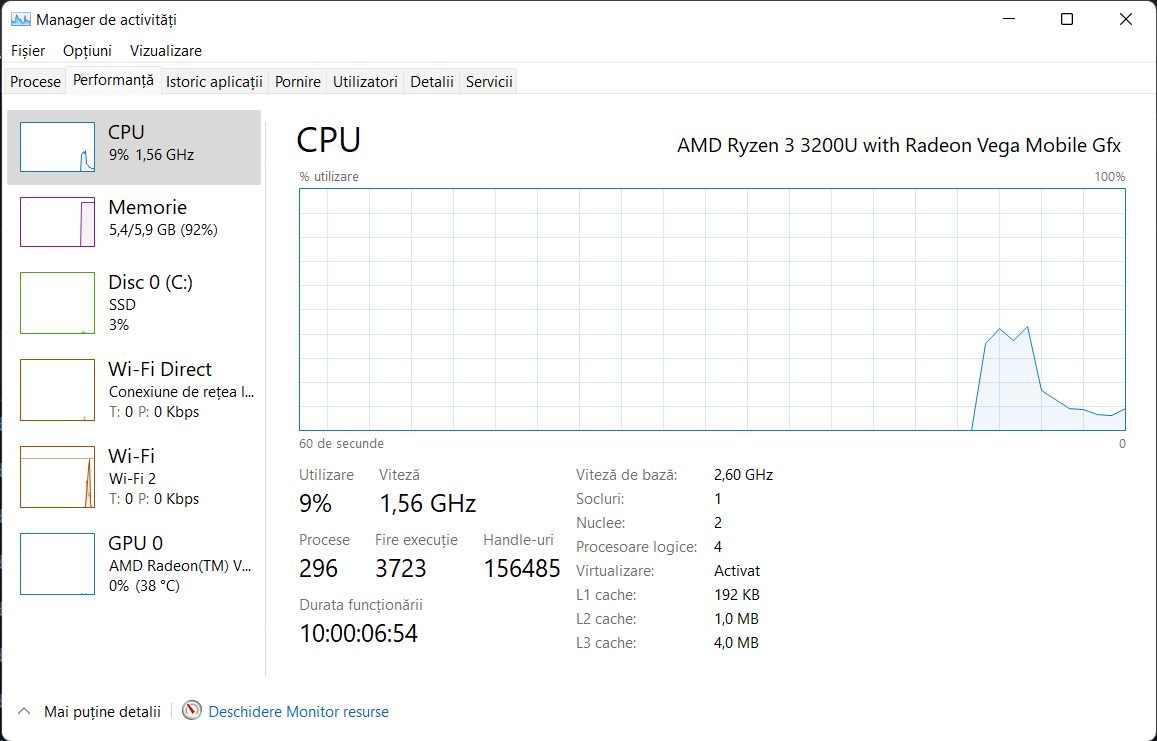 Manager de activități
Fișier Opțiuni Vizualizare
Procese Performanță Istoric aplicații Pornire Utilizatori Detalii Servicii
CPU
9% 1,56 GHz
Memorie
5,4/5,9 GB (92%)
Disc 0 (C:)
SSD
3%
Wi-Fi Direct
Conexiune de rețea l...
T: 0 P: 0 Kbps
Wi-Fi
Wi-Fi 2
T: 0 P: 0 Kbps
GPU 0
AMD Radeon(TM) V...
0% (38 °C)
CPU
AMD Ryzen 3 3200U with Radeon Vega Mobile Gfx
% utilizare 100%
60 de secunde 0
Utilizare Viteză
9% 1,56 GHz
Procese Fire execuție Handle-uri
296 3723 156485
Durata funcționării
10:00:06:54
Viteză de bază: 2,60 GHz
Socluri: 1
Nuclee: 2
Procesoare logice: 4
Virtualizare: Activat
L1 cache: 192 KB
L2 cache: 1,0 MB
L3 cache: 4,0 MB
Mai puține detalii Deschidere Monitor resurse